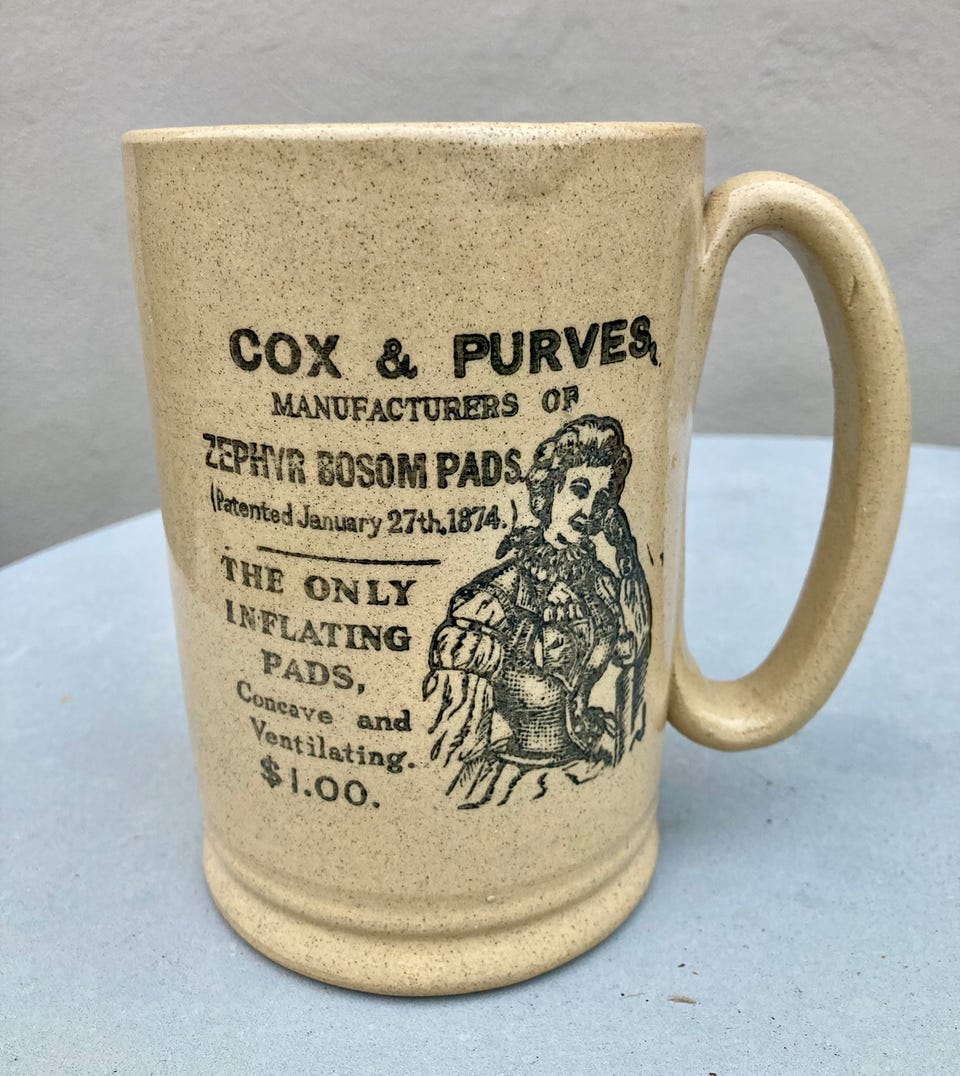 COX & PURVES,
MANUFACTURERS OF
ZEPHYR BOSOM PADS.
(Patented January 27th, 1874.)
THE ONLY
INFLATING
PADS,
Concave and
Ventilating.
$1.00.